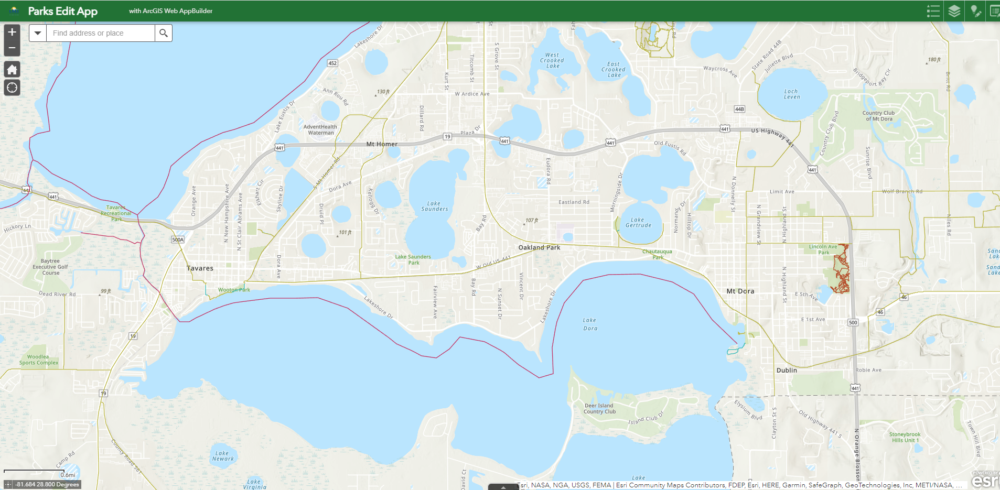 Parks Edit App
with ArcGIS Web AppBuilder
Find address or place
Lakeshore Dr
452
Titcomb St
S Grove St
Kurt St
West
Crooked
Lake
East
Crooked
Lake
State Road 44B
Juliette Blvd
Waycross Ave
Bridgeport Bay Cir
180 ft
Britt Rd
Ann Rou Rd
130 ft
W Ardice Ave
Loch
Leven
Lake Eustis Dr
Dillard Rd
44B
Country Club Blvd
Country Club
of Mt Dora
AdventHealth
Waterman
Plaza Dr
19
441
441
441
US Highway 441
Mt Homer
441
Old Eustis Rd
Sunrise Blvd
S Mt Homer Rd
Eudora Rd
441
Morningside Dr
441
441
Orange Ave
N New Hampshire Ave
N St Clair Abrams Ave
Elkhart Cir
Skyline Dr
Dora Ave
Kellogg Dr
Druid Pl
Lake
Saunders
Eastland Rd
N Donnelly St
Limit Ave
Wolf Branch Rd
Tavares
Recreational
Park
Hickory Ln
Bay Rd
107 ft
Lake
Gertrude
Normandy Dr
Hilltop Dr
N Grandview St
N Highland St
Niles Rd
500A
101 ft
Oakland Park
Chautauqua
Park
Lincoln Ave
Park
Baytree
Executive Golf
Course
Tavares
Dora Ave
Lake Saunders
Park
W Old US-441
N Highland St
Dead River Rd
99 ft
Wooton Park
Fairview Ave
Bay Rd
Vincent Dr
N Sunset Dr
Lakeshore Dr
Lakeshore Dr
Mt Dora
E 5th Ave
46
46
E 1st Ave
500
Lake
Dora
19
Woodlea
Sports Complex
Dublin
Robie Ave
19
441
Deer Island
Country Club
Island Club Dr
Elysium Blvd
Clayton St S
Old Highway 441 S
Stoneybrook
Hills Unit 1
Town Hill Blvd
N Orange Blossom
County Road 561
Camp Rd
Lake
Newark
Lake
Virginia
David Ct
Lake
0.6mi
-81.684 28.800 Degrees
Esri, NASA, NGA, USGS, FEMA | Esri Community Maps Contributors, FDEP, Esri, HERE, Garmin, SafeGraph, GeoTechnologies, Inc, METI/NASA, ...
POWERED BY
esri